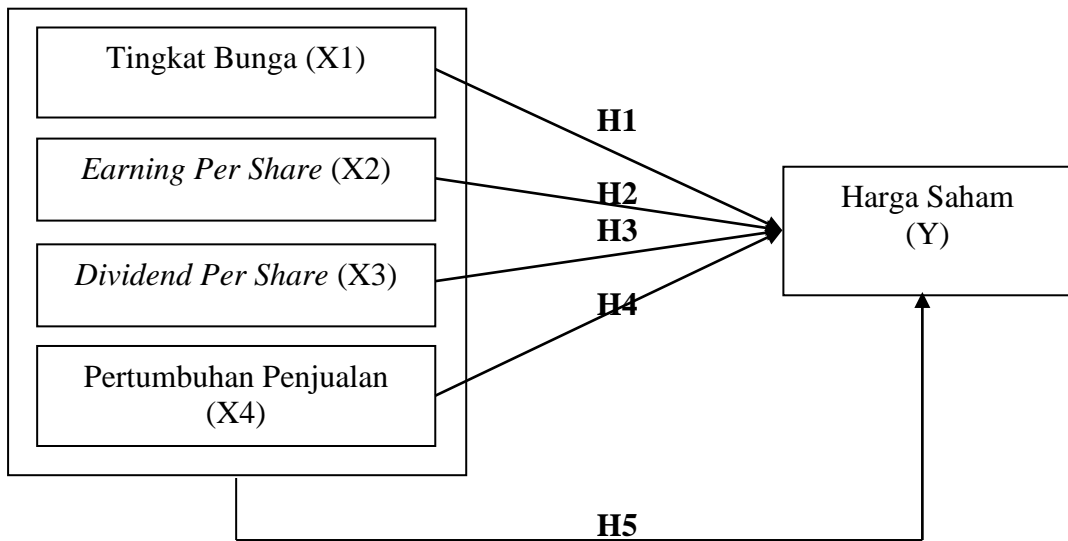 Tingkat Bunga (X1)
H1
Earning Per Share (X2)
H2
Harga Saham
(Y)
H3
Dividend Per Share (X3)
H4
Pertumbuhan Penjualan
(X4)
H5